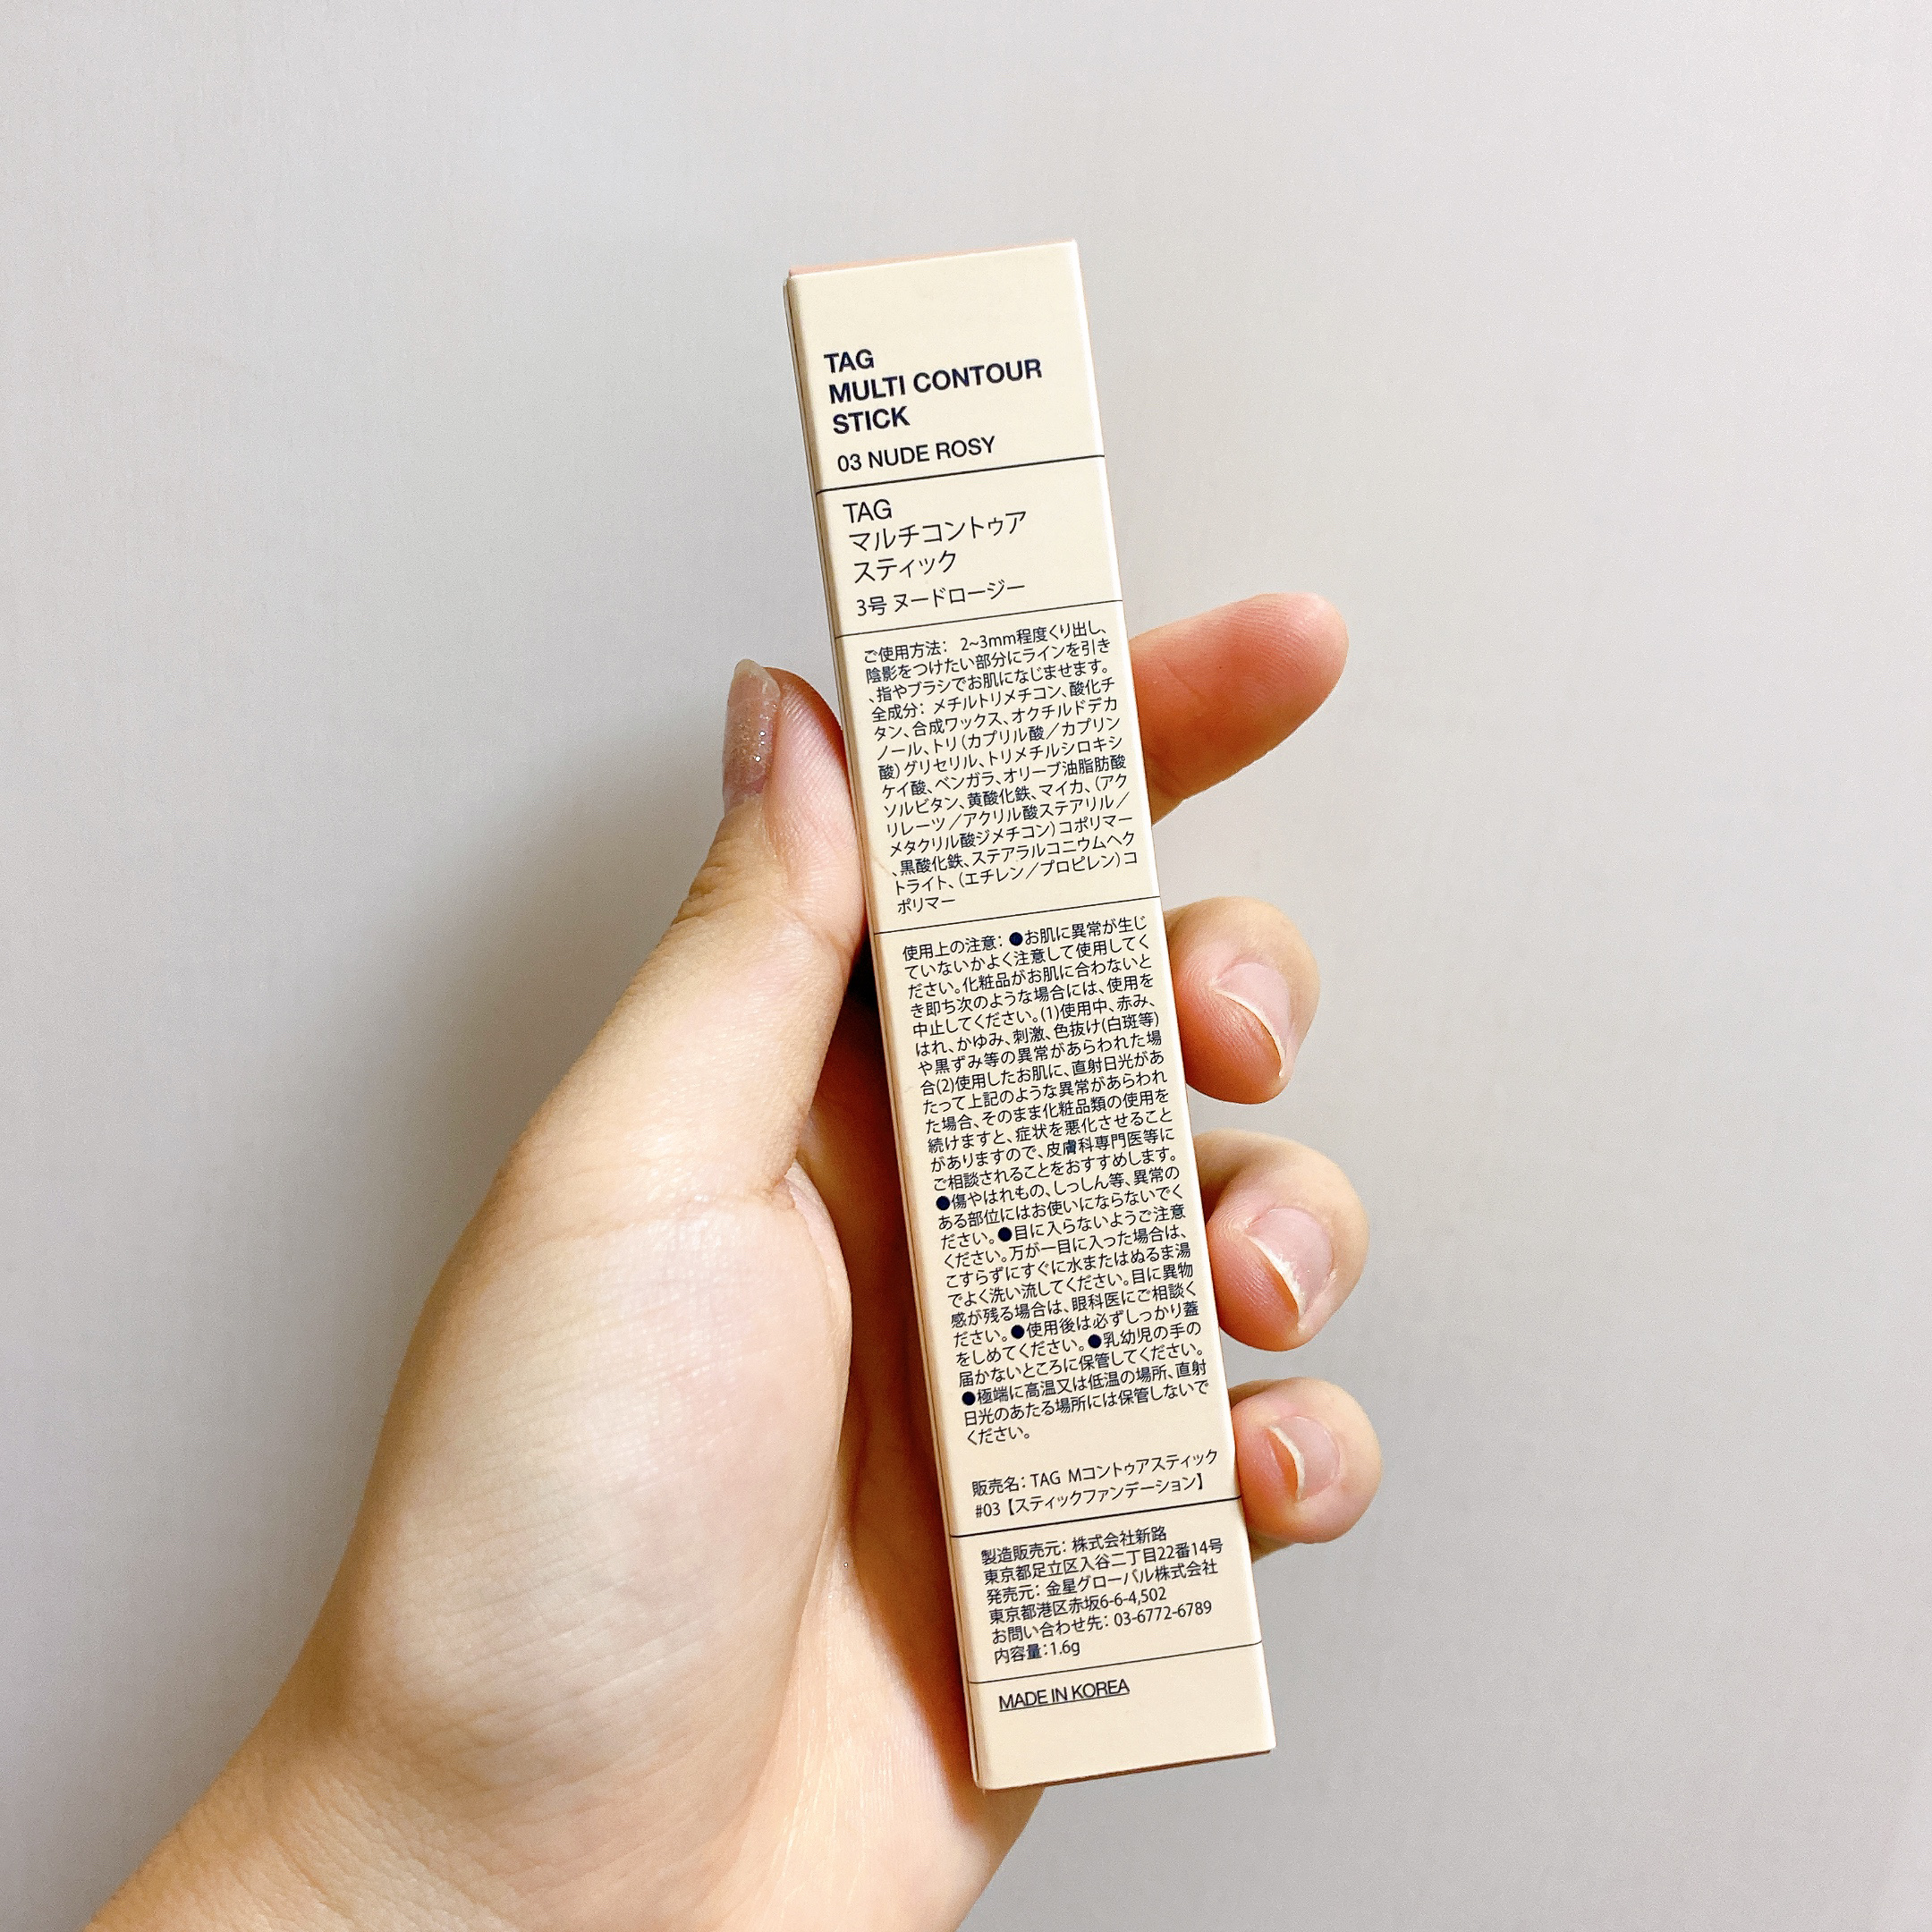 TAG
MULTI CONTOUR
STICK
03 NUDE ROSY
TAG
マルチコントゥア
スティック
3号 ヌードロージー
ご使用方法： 2~3mm程度くり出し、
陰影をつけたい部分にラインを引き
、指やブラシでお肌になじませます。
全成分：メチルトリメチコン、酸化チ
タン、合成ワックス、オクチルドデカ
ノール、トリ（カプリル酸／カプリン
酸）グリセリル、トリメチルシロキシ
ケイ酸、ベンガラ、オリーブ油脂肪酸
ソルビタン、黄酸化鉄、マイカ、（アク
リレーツ／アクリル酸ステアリル／
メタクリル酸ジメチコン）コポリマー
、黒酸化鉄、ステアラルコニウムヘク
トライト、（エチレン／プロピレン）コ
ポリマー
使用上の注意：●お肌に異常が生じ
ていないかよく注意して使用してく
ださい。化粧品がお肌に合わないと
き即ち次のような場合には、使用を
中止してください。(1)使用中、赤み、
はれ、かゆみ、刺激、色抜け(白斑等)
や黒ずみ等の異常があらわれた場
合(2)使用したお肌に、直射日光があ
たって上記のような異常があらわれ
た場合、そのまま化粧品類の使用を
続けますと、症状を悪化させること
がありますので、皮膚科専門医等に
ご相談されることをおすすめします。
●傷やはれもの、しっしん等、異常の
ある部位にはお使いにならないでく
ださい。●目に入らないようご注意
ください。万が一目に入った場合は、
こすらずにすぐに水またはぬるま湯
でよく洗い流してください。目に異物
感が残る場合は、眼科医にご相談く
ださい。●使用後は必ずしっかり蓋
をしめてください。●乳幼児の手の
届かないところに保管してください。
●極端に高温又は低温の場所、直射
日光のあたる場所には保管しないで
ください。
販売名：TAG Mコントゥアスティック
#03【スティックファンデーション】
製造販売元：株式会社新路
東京都足立区入谷二丁目22番14号
発売元：金星グローバル株式会社
東京都港区赤坂6-6-4,502
お問い合わせ先：03-6772-6789
内容量：1.6g
MADE IN KOREA